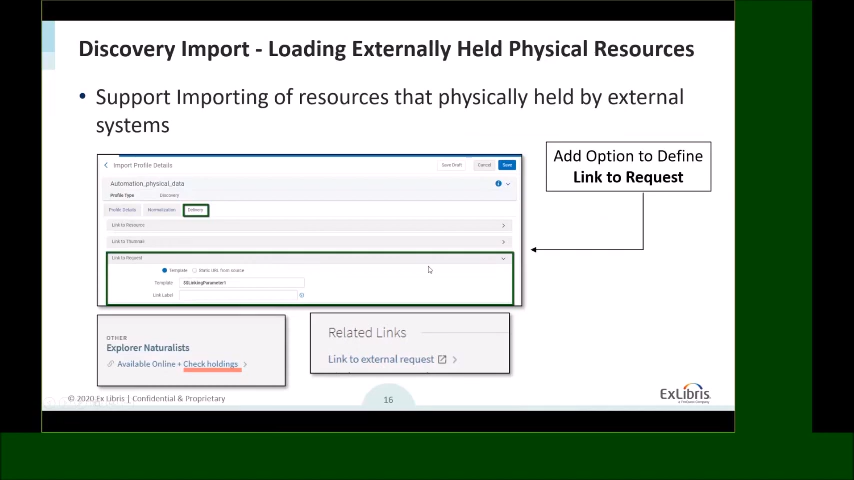 Discovery Import - Loading Externally Held Physical Resources
• Support Importing of resources that physically held by external
systems
Add Option to Define
Link to Request
Import Profile Details
Save Draft
Cancel
Save
Automation_physical_data
Profile Type
Discovery
Profile Details
Normalization
Delivery
Link to Resource
Link to Thumbnail
Link to Request
Template
Static URL from source
Template
$$LinkingParameter1
Link Label
OTHER
Explorer Naturalists
Available Online + Check holdings
Related Links
Link to external request
© 2020 Ex Libris | Confidential & Proprietary
16
ExLibris